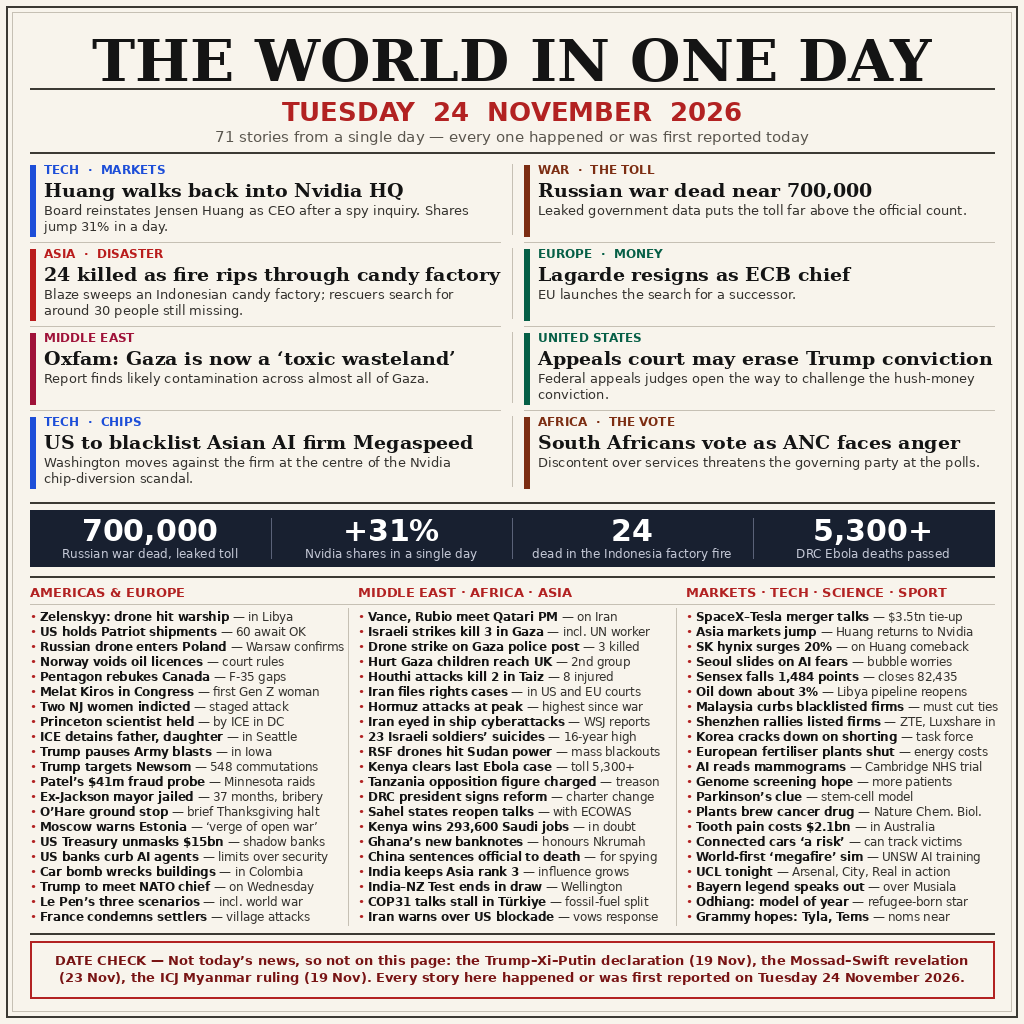 THE WORLD IN ONE DAY
TUESDAY 24 NOVEMBER 2026
71 stories from a single day — every one happened or was first reported today
TECH · MARKETS
Huang walks back into Nvidia HQ
Board reinstates Jensen Huang as CEO after a spy inquiry. Shares
jump 31% in a day.
WAR · THE TOLL
Russian war dead near 700,000
Leaked government data puts the toll far above the official count.
ASIA · DISASTER
24 killed as fire rips through candy factory
Blaze sweeps an Indonesian candy factory; rescuers search for
around 30 people still missing.
EUROPE · MONEY
Lagarde resigns as ECB chief
EU launches the search for a successor.
MIDDLE EAST
Oxfam: Gaza is now a ‘toxic wasteland’
Report finds likely contamination across almost all of Gaza.
UNITED STATES
Appeals court may erase Trump conviction
Federal appeals judges open the way to challenge the hush-money
conviction.
TECH · CHIPS
US to blacklist Asian AI firm Megaspeed
Washington moves against the firm at the centre of the Nvidia
chip-diversion scandal.
AFRICA · THE VOTE
South Africans vote as ANC faces anger
Discontent over services threatens the governing party at the polls.
700,000
Russian war dead, leaked toll
+31%
Nvidia shares in a single day
24
dead in the Indonesia factory fire
5,300+
DRC Ebola deaths passed
AMERICAS & EUROPE
• Zelenskyy: drone hit warship — in Libya
• US holds Patriot shipments — 60 await OK
• Russian drone enters Poland — Warsaw confirms
• Norway voids oil licences — court rules
• Pentagon rebukes Canada — F-35 gaps
• Melat Kiros in Congress — first Gen Z woman
• Two NJ women indicted — staged attack
• Princeton scientist held — by ICE in DC
• ICE detains father, daughter — in Seattle
• Trump pauses Army blasts — in Iowa
• Trump targets Newsom — 548 commutations
• Patel’s $41m fraud probe — Minnesota raids
• Ex-Jackson mayor jailed — 37 months, bribery
• O’Hare ground stop — brief Thanksgiving halt
• Moscow warns Estonia — ‘verge of open war’
• US Treasury unmasks $15bn — shadow banks
• US banks curb AI agents — limits over security
• Car bomb wrecks buildings — in Colombia
• Trump to meet NATO chief — on Wednesday
• Le Pen’s three scenarios — incl. world war
• France condemns settlers — village attacks
MIDDLE EAST · AFRICA · ASIA
• Vance, Rubio meet Qatari PM — on Iran
• Israeli strikes kill 3 in Gaza — incl. UN worker
• Drone strike on Gaza police post — 3 killed
• Hurt Gaza children reach UK — 2nd group
• Houthi attacks kill 2 in Taiz — 8 injured
• Iran files rights cases — in US and EU courts
• Hormuz attacks at peak — highest since war
• Iran eyed in ship cyberattacks — WSJ reports
• 23 Israeli soldiers’ suicides — 16-year high
• RSF drones hit Sudan power — mass blackouts
• Kenya clears last Ebola case — toll 5,300+
• Tanzania opposition figure charged — treason
• DRC president signs reform — charter change
• Sahel states reopen talks — with ECOWAS
• Kenya wins 293,600 Saudi jobs — in doubt
• Ghana’s new banknotes — honours Nkrumah
• China sentences official to death — for spying
• India keeps Asia rank 3 — influence grows
• India–NZ Test ends in draw — Wellington
• COP31 talks stall in Türkiye — fossil-fuel split
• Iran warns over US blockade — vows response
MARKETS · TECH · SCIENCE · SPORT
• SpaceX–Tesla merger talks — $3.5tn tie-up
• Asia markets jump — Huang returns to Nvidia
• SK hynix surges 20% — on Huang comeback
• Seoul slides on AI fears — bubble worries
• Sensex falls 1,484 points — closes 82,435
• Oil down about 3% — Libya pipeline reopens
• Malaysia curbs blacklisted firms — must cut ties
• Shenzhen rallies listed firms — ZTE, Luxshare in
• Korea cracks down on shorting — task force
• European fertiliser plants shut — energy costs
• AI reads mammograms — Cambridge NHS trial
• Genome screening hope — more patients
• Parkinson’s clue — stem-cell model
• Plants brew cancer drug — Nature Chem. Biol.
• Tooth pain costs $2.1bn — in Australia
• Connected cars ‘a risk’ — can track victims
• World-first ‘megafire’ sim — UNSW AI training
• UCL tonight — Arsenal, City, Real in action
• Bayern legend speaks out — over Musiala
• Odhiang: model of year — refugee-born star
• Grammy hopes: Tyla, Tems — noms near
DATE CHECK — Not today’s news, so not on this page: the Trump–Xi–Putin declaration (19 Nov), the Mossad–Swift revelation
(23 Nov), the ICJ Myanmar ruling (19 Nov). Every story here happened or was first reported on Tuesday 24 November 2026.